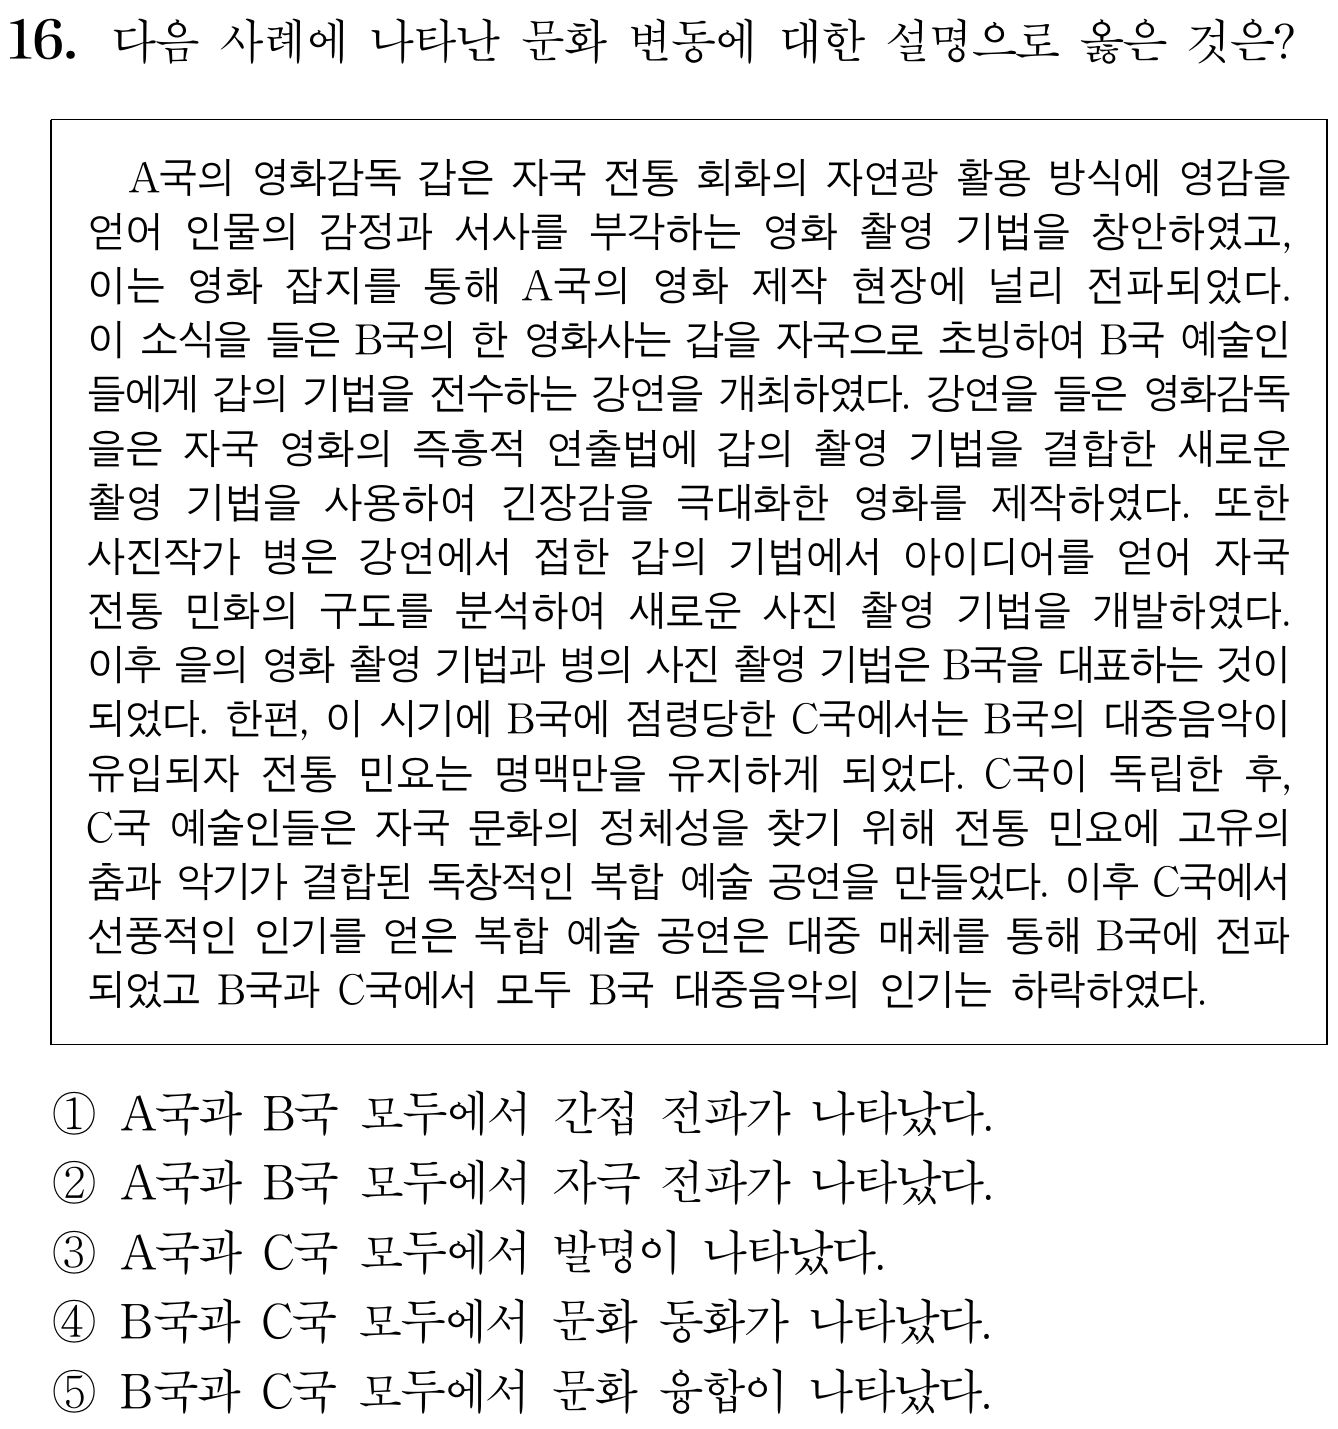 16. 다음 사례에 나타난 문화 변동에 대한 설명으로 옳은 것은?
A국의 영화감독 갑은 자국 전통 회화의 자연광 활용 방식에 영감을
얻어 인물의 감정과 서사를 부각하는 영화 촬영 기법을 창안하였고,
이는 영화 잡지를 통해 A국의 영화 제작 현장에 널리 전파되었다.
이 소식을 들은 B국의 한 영화사는 갑을 자국으로 초빙하여 B국 예술인
들에게 갑의 기법을 전수하는 강연을 개최하였다. 강연을 들은 영화감독
을은 자국 영화의 즉흥적 연출법에 갑의 촬영 기법을 결합한 새로운
촬영 기법을 사용하여 긴장감을 극대화한 영화를 제작하였다. 또한
사진작가 병은 강연에서 접한 갑의 기법에서 아이디어를 얻어 자국
전통 민화의 구도를 분석하여 새로운 사진 촬영 기법을 개발하였다.
이후 을의 영화 촬영 기법과 병의 사진 촬영 기법은 B국을 대표하는 것이
되었다. 한편, 이 시기에 B국에 점령당한 C국에서는 B국의 대중음악이
유입되자 전통 민요는 명맥만을 유지하게 되었다. C국이 독립한 후,
C국 예술인들은 자국 문화의 정체성을 찾기 위해 전통 민요에 고유의
춤과 악기가 결합된 독창적인 복합 예술 공연을 만들었다. 이후 C국에서
선풍적인 인기를 얻은 복합 예술 공연은 대중 매체를 통해 B국에 전파
되었고 B국과 C국에서 모두 B국 대중음악의 인기는 하락하였다.
① A국과 B국 모두에서 간접 전파가 나타났다.
② A국과 B국 모두에서 자극 전파가 나타났다.
③ A국과 C국 모두에서 발명이 나타났다.
④ B국과 C국 모두에서 문화 동화가 나타났다.
⑤ B국과 C국 모두에서 문화 융합이 나타났다.